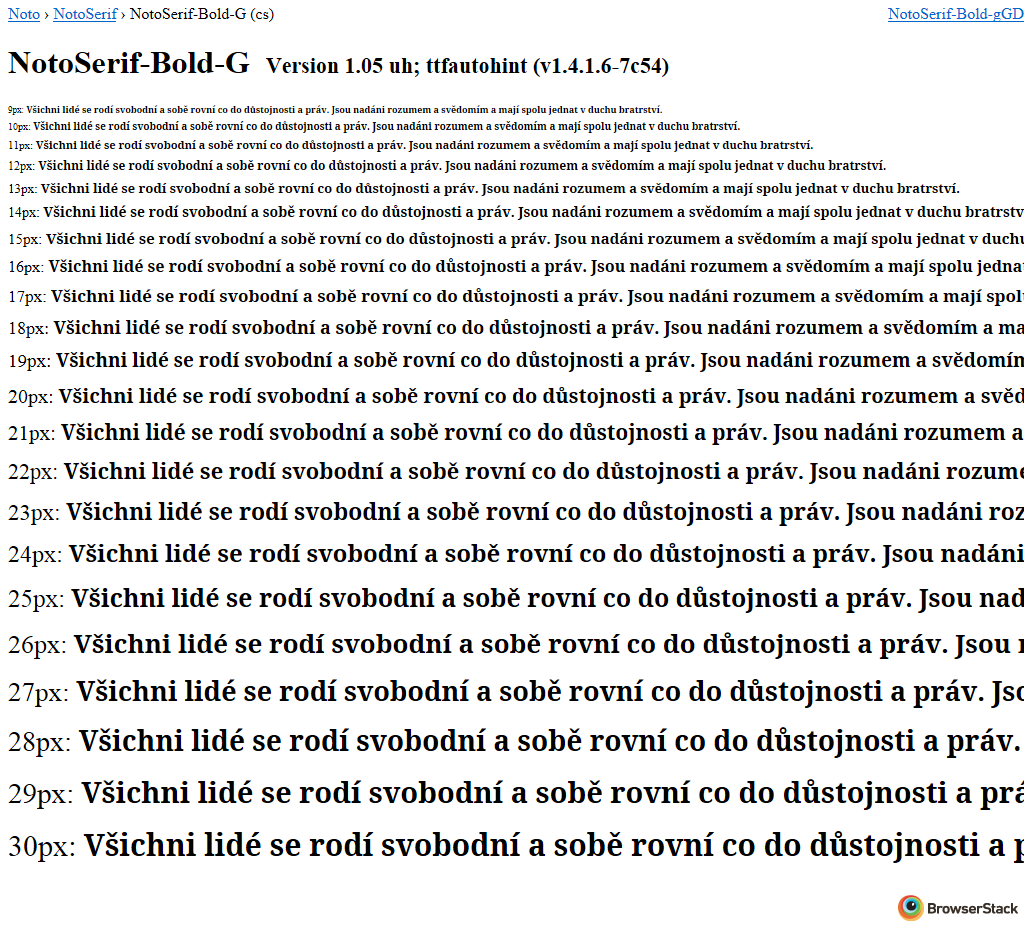 Noto › NotoSerif › NotoSerif-Bold-G (cs) NotoSerif-Bold-gGD
NotoSerif-Bold-G Version 1.05 uh; ttfautohint (v1.4.1.6-7c54)
9px: Všichni lidé se rodí svobodní a sobě rovní co do důstojnosti a práv. Jsou nadáni rozumem a svědomím a mají spolu jednat v duchu bratrství.
10px: Všichni lidé se rodí svobodní a sobě rovní co do důstojnosti a práv. Jsou nadáni rozumem a svědomím a mají spolu jednat v duchu bratrství.
11px: Všichni lidé se rodí svobodní a sobě rovní co do důstojnosti a práv. Jsou nadáni rozumem a svědomím a mají spolu jednat v duchu bratrství.
12px: Všichni lidé se rodí svobodní a sobě rovní co do důstojnosti a práv. Jsou nadáni rozumem a svědomím a mají spolu jednat v duchu bratrství.
13px: Všichni lidé se rodí svobodní a sobě rovní co do důstojnosti a práv. Jsou nadáni rozumem a svědomím a mají spolu jednat v duchu bratrství.
14px: Všichni lidé se rodí svobodní a sobě rovní co do důstojnosti a práv. Jsou nadáni rozumem a svědomím a mají spolu jednat v duchu bratrstv
15px: Všichni lidé se rodí svobodní a sobě rovní co do důstojnosti a práv. Jsou nadáni rozumem a svědomím a mají spolu jednat v duchu
16px: Všichni lidé se rodí svobodní a sobě rovní co do důstojnosti a práv. Jsou nadáni rozumem a svědomím a mají spolu jedna
17px: Všichni lidé se rodí svobodní a sobě rovní co do důstojnosti a práv. Jsou nadáni rozumem a svědomím a mají spol
18px: Všichni lidé se rodí svobodní a sobě rovní co do důstojnosti a práv. Jsou nadáni rozumem a svědomím a ma
19px: Všichni lidé se rodí svobodní a sobě rovní co do důstojnosti a práv. Jsou nadáni rozumem a svědomím
20px: Všichni lidé se rodí svobodní a sobě rovní co do důstojnosti a práv. Jsou nadáni rozumem a svěd
21px: Všichni lidé se rodí svobodní a sobě rovní co do důstojnosti a práv. Jsou nadáni rozumem a
22px: Všichni lidé se rodí svobodní a sobě rovní co do důstojnosti a práv. Jsou nadáni rozume
23px: Všichni lidé se rodí svobodní a sobě rovní co do důstojnosti a práv. Jsou nadáni roz
24px: Všichni lidé se rodí svobodní a sobě rovní co do důstojnosti a práv. Jsou nadáni
25px: Všichni lidé se rodí svobodní a sobě rovní co do důstojnosti a práv. Jsou nad
26px: Všichni lidé se rodí svobodní a sobě rovní co do důstojnosti a práv. Jsou
27px: Všichni lidé se rodí svobodní a sobě rovní co do důstojnosti a práv. Jso
28px: Všichni lidé se rodí svobodní a sobě rovní co do důstojnosti a práv.
29px: Všichni lidé se rodí svobodní a sobě rovní co do důstojnosti a prá
30px: Všichni lidé se rodí svobodní a sobě rovní co do důstojnosti a p
BrowserStack